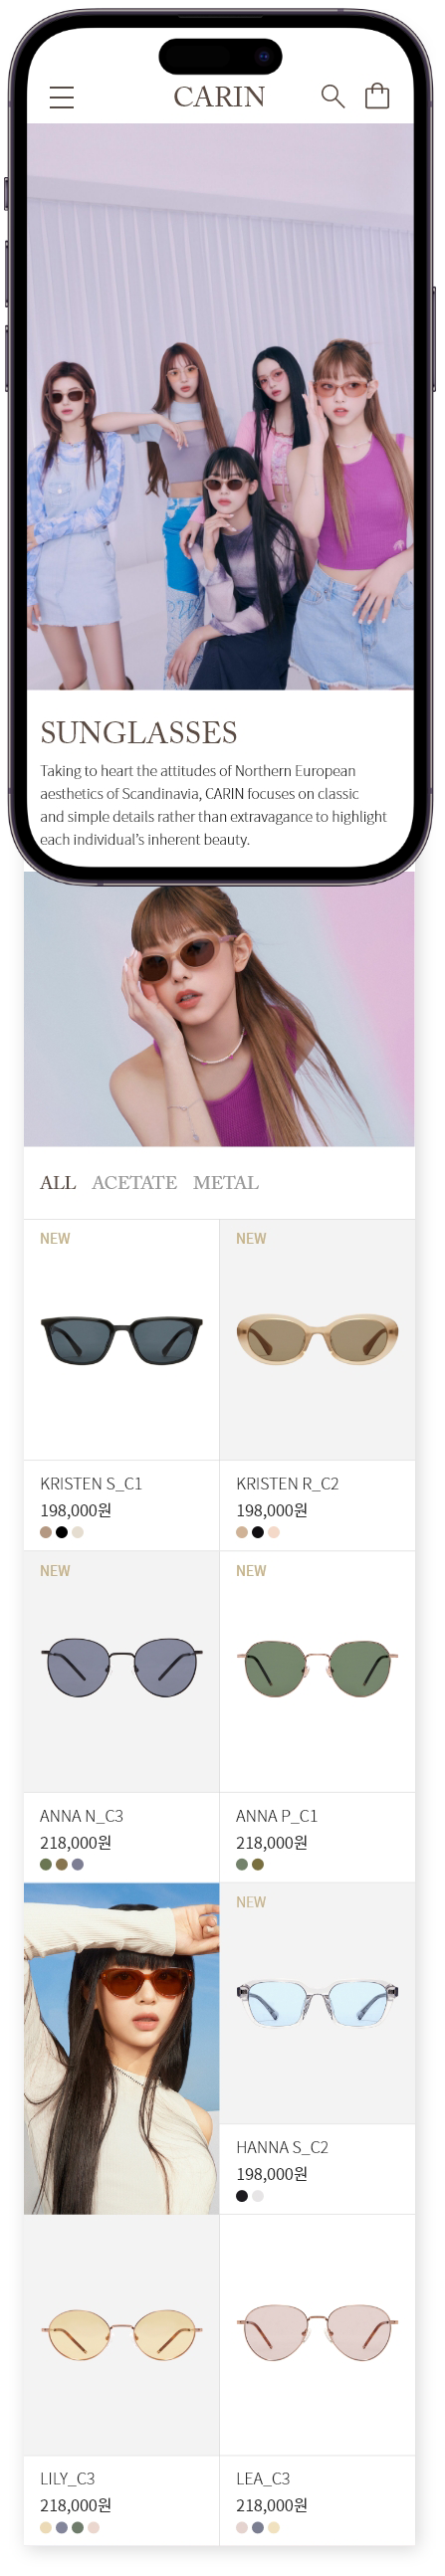 CARIN
SUNGLASSES
Taking to heart the attitudes of Northern European
aesthetics of Scandinavia, CARIN focuses on classic
and simple details rather than extravagance to highlight
each individual’s inherent beauty.
ALL ACETATE METAL
NEW
NEW
KRISTEN S_C1
198,000원
KRISTEN R_C2
198,000원
NEW
NEW
ANNA N_C3
218,000원
ANNA P_C1
218,000원
NEW
HANNA S_C2
198,000원
LILY_C3
218,000원
LEA_C3
218,000원